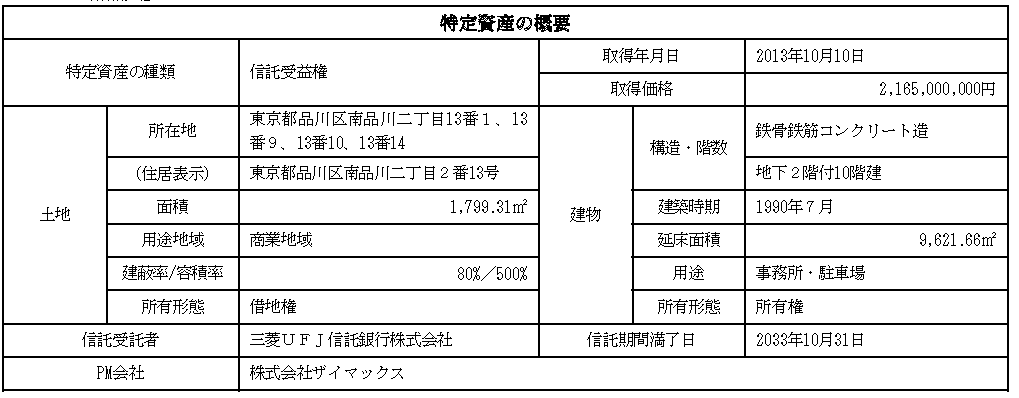 特定資産の概要
特定資産の種類
信託受益権
取得年月日
2013年10月10日
取得価格
2,165,000,000円
土地
所在地
東京都品川区南品川二丁目13番１、13
番９、13番10、13番14
(住居表示)
東京都品川区南品川二丁目２番13号
面積
1,799.31㎡
用途地域
商業地域
建蔽率/容積率
80%／500%
所有形態
借地権
建物
構造・階数
鉄骨鉄筋コンクリート造
地下２階付10階建
建築時期
1990年７月
延床面積
9,621.66㎡
用途
事務所・駐車場
所有形態
所有権
信託受託者
三菱ＵＦＪ信託銀行株式会社
信託期間満了日
2033年10月31日
PM会社
株式会社ザイマックス